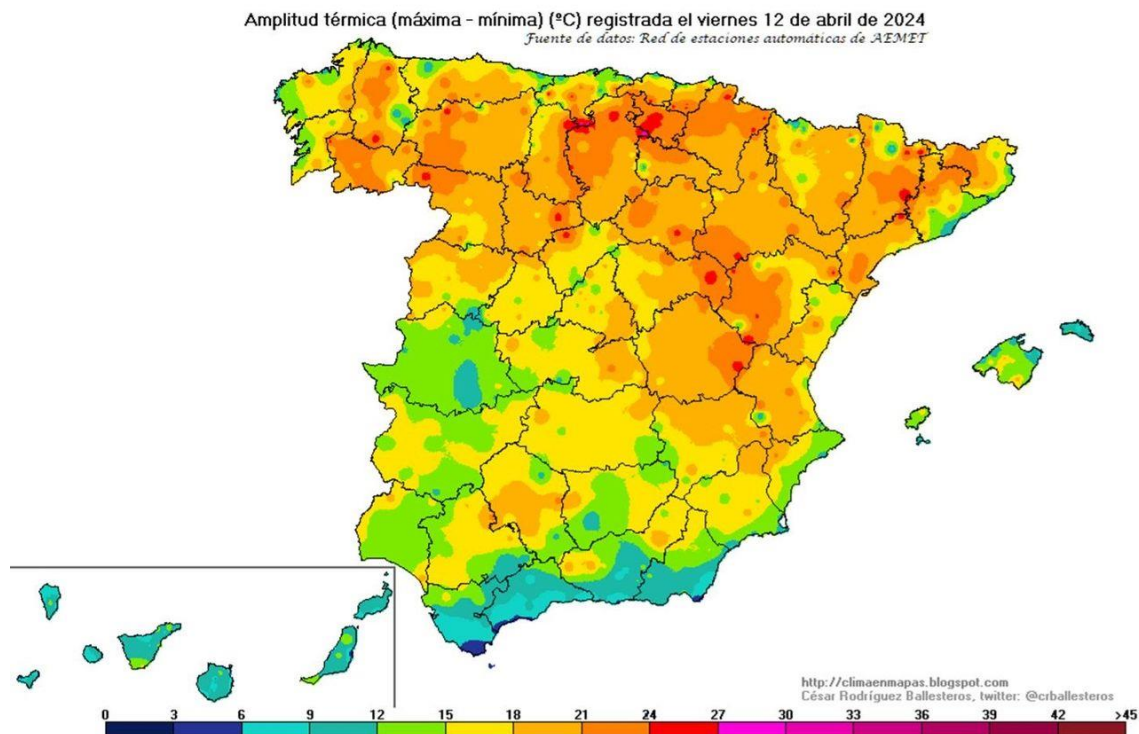 Amplitud térmica (máxima - mínima) (ºC) registrada el viernes 12 de abril de 2024
Fuente de datos: Red de estaciones automáticas de AEMET
http://climaenmapas.blogspot.com
César Rodríguez Ballesteros, twitter: @crballesteros
0 3 6 9 12 15 18 21 24 27 30 33 36 39 42 >45